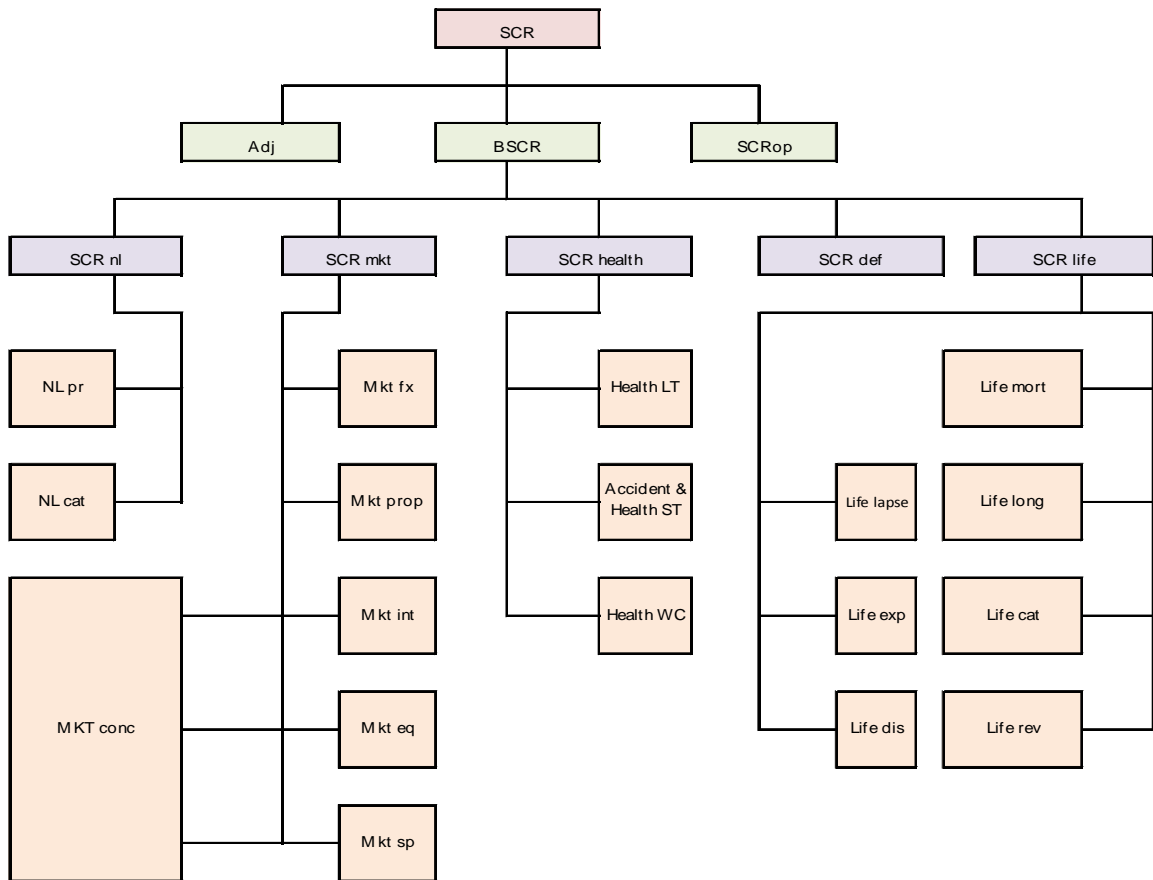 SCR
Adj
BSCR
SCRop
SCR nl
SCR mkt
SCR health
SCR def
SCR life
NL pr
Mkt fx
Health LT
Life mort
NL cat
Mkt prop
Accident &
Health ST
Life lapse
Life long
Mkt int
Health WC
Life exp
Life cat
MKT conc
Mkt eq
Life dis
Life rev
Mkt sp